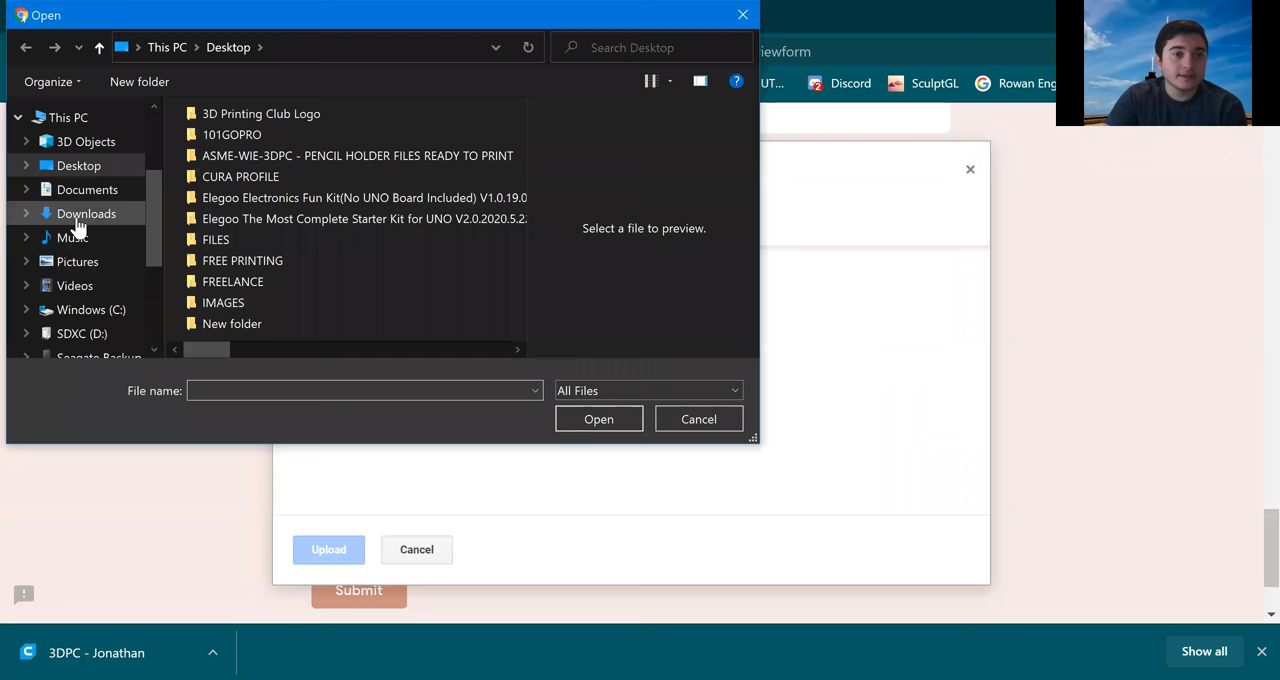 Open
This PC
Desktop
Search Desktop
viewform
Organize
New folder
?
UT...
Discord
SculptGL
Rowan Eng
This PC
3D Objects
Desktop
Documents
Downloads
Music
Pictures
Videos
Windows (C:)
SDXC (D:)
Seagate Backup
3D Printing Club Logo
101GOPRO
ASME-WIE-3DPC - PENCIL HOLDER FILES READY TO PRINT
CURA PROFILE
Elegoo Electronics Fun Kit(No UNO Board Included) V1.0.19.0
Elegoo The Most Complete Starter Kit for UNO V2.0.2020.5.2
FILES
FREE PRINTING
FREELANCE
IMAGES
New folder
Select a file to preview.
File name:
All Files
Open
Cancel
Upload
Cancel
Submit
3DPC - Jonathan
Show all